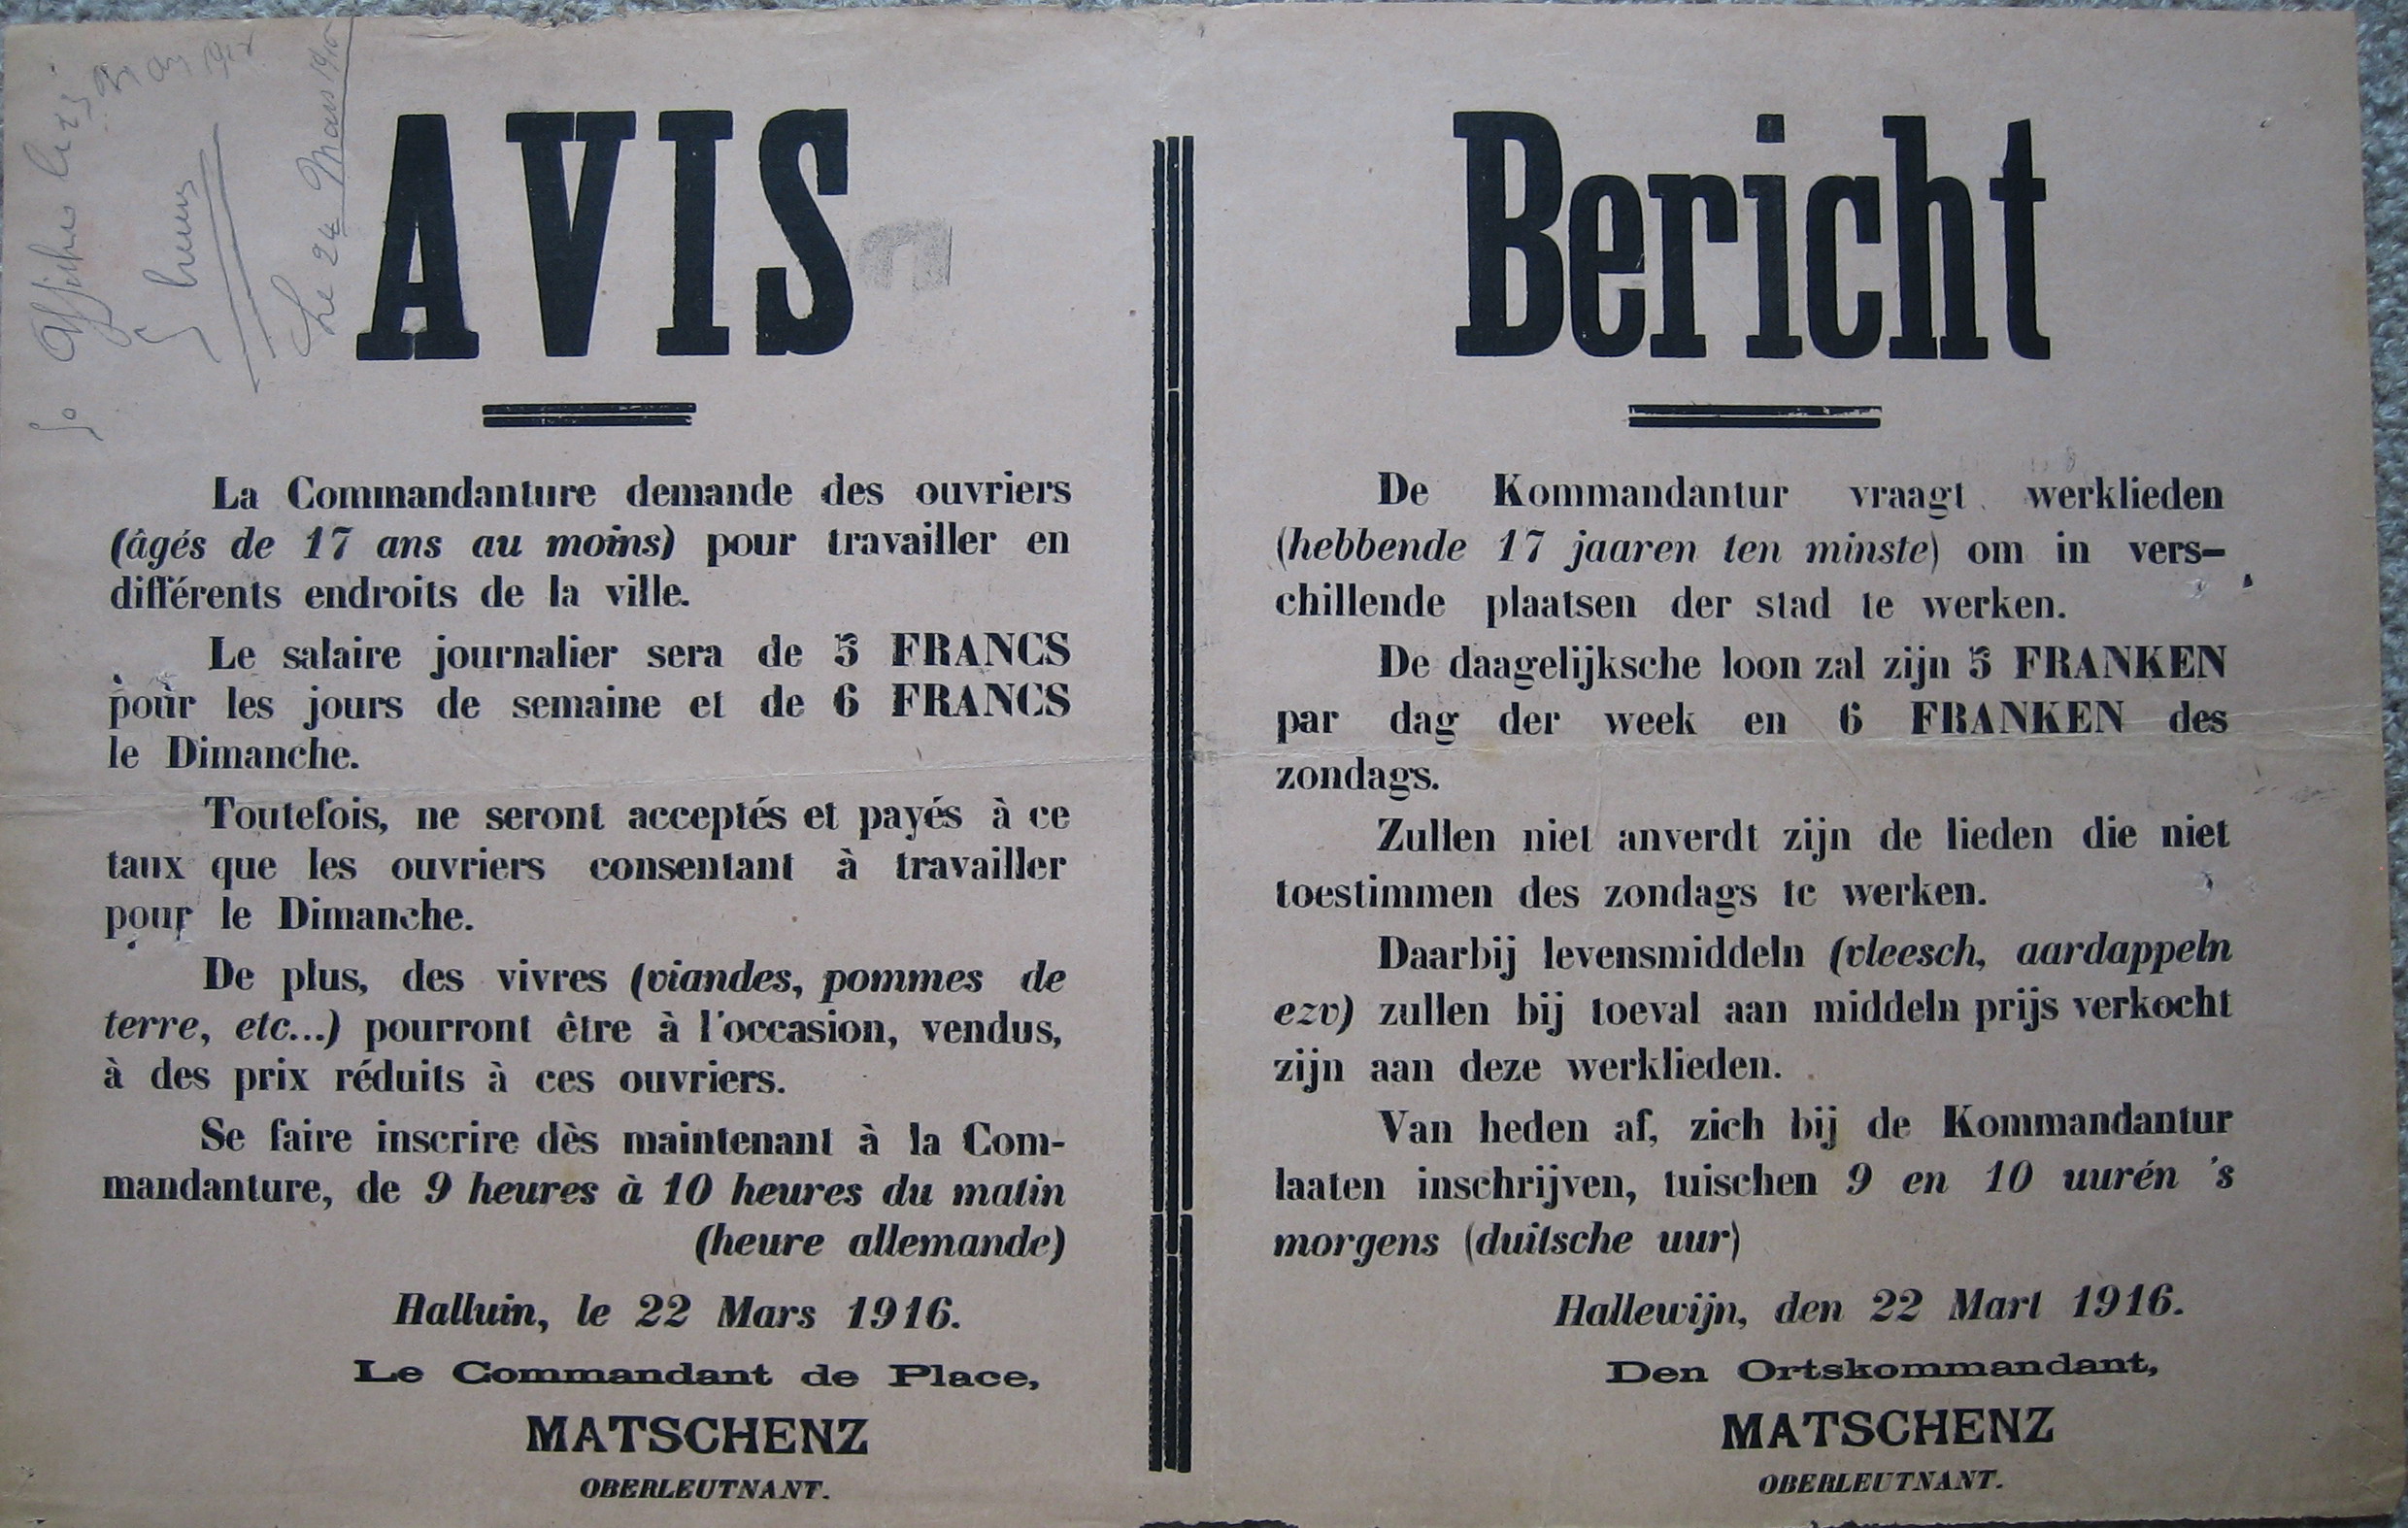 Le 24 Mars 1916
AVIS
La Commandanture demande des ouvriers
(âgés de 17 ans au moins) pour travailler en
différents endroits de la ville.
Le salaire journalier sera de 5 FRANCS
pour les jours de semaine et de 6 FRANCS
le Dimanche.
Toutefois, ne seront acceptés et payés à ce
taux que les ouvriers consentant à travailler
pour le Dimanche.
De plus, des vivres (viandes, pommes de
terre, etc...) pourront être à l'occasion, vendus,
à des prix réduits à ces ouvriers.
Se faire inscrire dès maintenant à la Com-
mandanture, de 9 heures à 10 heures du matin
(heure allemande)
Halluin, le 22 Mars 1916.
Le Commandant de Place,
MATSCHENZ
OBERLEUTNANT.
Bericht
De Kommandantur vraagt werklieden
(hebbende 17 jaaren ten minste) om in vers-
chillende plaatsen der stad te werken.
De daagelijksche loon zal zijn 5 FRANKEN
par dag der week en 6 FRANKEN des
zondags.
Zullen niet anverdt zijn de lieden die niet
toestimmen des zondags te werken.
Daarbij levensmiddeln (vleesch, aardappeln
ezv) zullen bij toeval aan middeln prijs verkocht
zijn aan deze werklieden.
Van heden af, zich bij de Kommandantur
laaten inschrijven, tuischen 9 en 10 uurén 's
morgens (duitsche uur)
Hallewijn, den 22 Mart 1916.
Den Ortskommandant,
MATSCHENZ
OBERLEUTNANT.